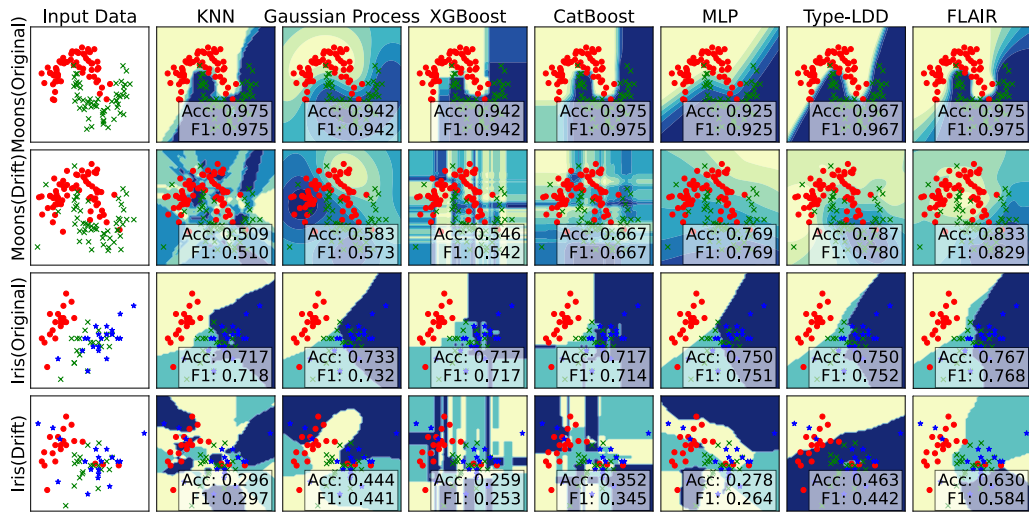 Input Data KNN Gaussian Process XGBoost CatBoost MLP Type-LDD FLAIR
Moons(Original)
Acc: 0.975 Acc: 0.942 Acc: 0.942 Acc: 0.975 Acc: 0.925 Acc: 0.967 Acc: 0.975
F1: 0.975 F1: 0.942 F1: 0.942 F1: 0.975 F1: 0.925 F1: 0.967 F1: 0.975
Moons(Drift)
Acc: 0.509 Acc: 0.583 Acc: 0.546 Acc: 0.667 Acc: 0.769 Acc: 0.787 Acc: 0.833
F1: 0.510 F1: 0.573 F1: 0.542 F1: 0.667 F1: 0.769 F1: 0.780 F1: 0.829
Iris(Original)
Acc: 0.717 Acc: 0.733 Acc: 0.717 Acc: 0.717 Acc: 0.750 Acc: 0.750 Acc: 0.767
F1: 0.718 F1: 0.732 F1: 0.717 F1: 0.714 F1: 0.751 F1: 0.752 F1: 0.768
Iris(Drift)
Acc: 0.296 Acc: 0.444 Acc: 0.259 Acc: 0.352 Acc: 0.278 Acc: 0.463 Acc: 0.630
F1: 0.297 F1: 0.441 F1: 0.253 F1: 0.345 F1: 0.264 F1: 0.442 F1: 0.584